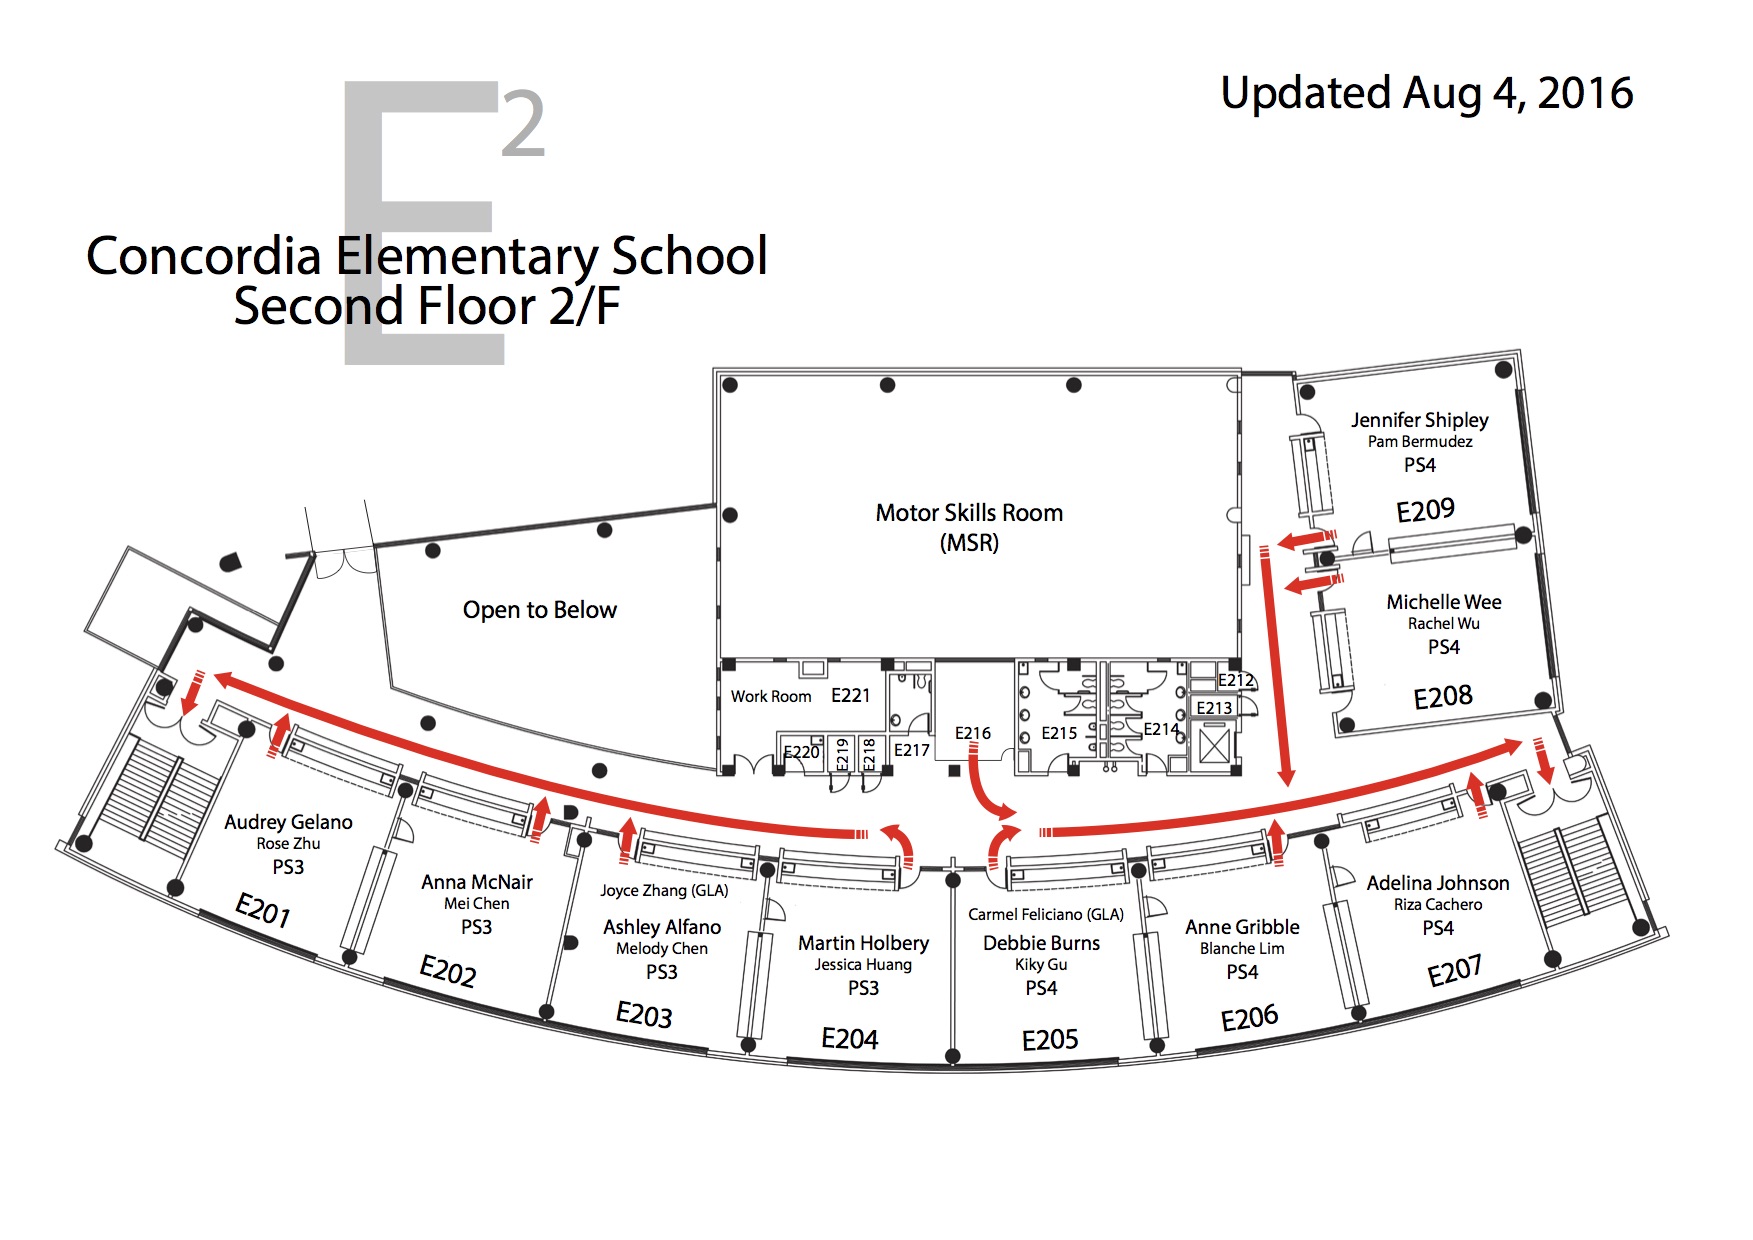 E²
Updated Aug 4, 2016
Concordia Elementary School
Second Floor 2/F
Jennifer Shipley
Pam Bermudez
PS4
E209
Motor Skills Room
(MSR)
Open to Below
Michelle Wee
Rachel Wu
PS4
E208
Work Room
E221
E220
E219
E218
E217
E216
E215
E214
E212
E213
Audrey Gelano
Rose Zhu
PS3
E201
Anna McNair
Mei Chen
PS3
E202
Joyce Zhang (GLA)
Ashley Alfano
Melody Chen
PS3
E203
Martin Holbery
Jessica Huang
PS3
E204
Carmel Feliciano (GLA)
Debbie Burns
Kiky Gu
PS4
E205
Anne Gribble
Blanche Lim
PS4
E206
Adelina Johnson
Riza Cachero
PS4
E207